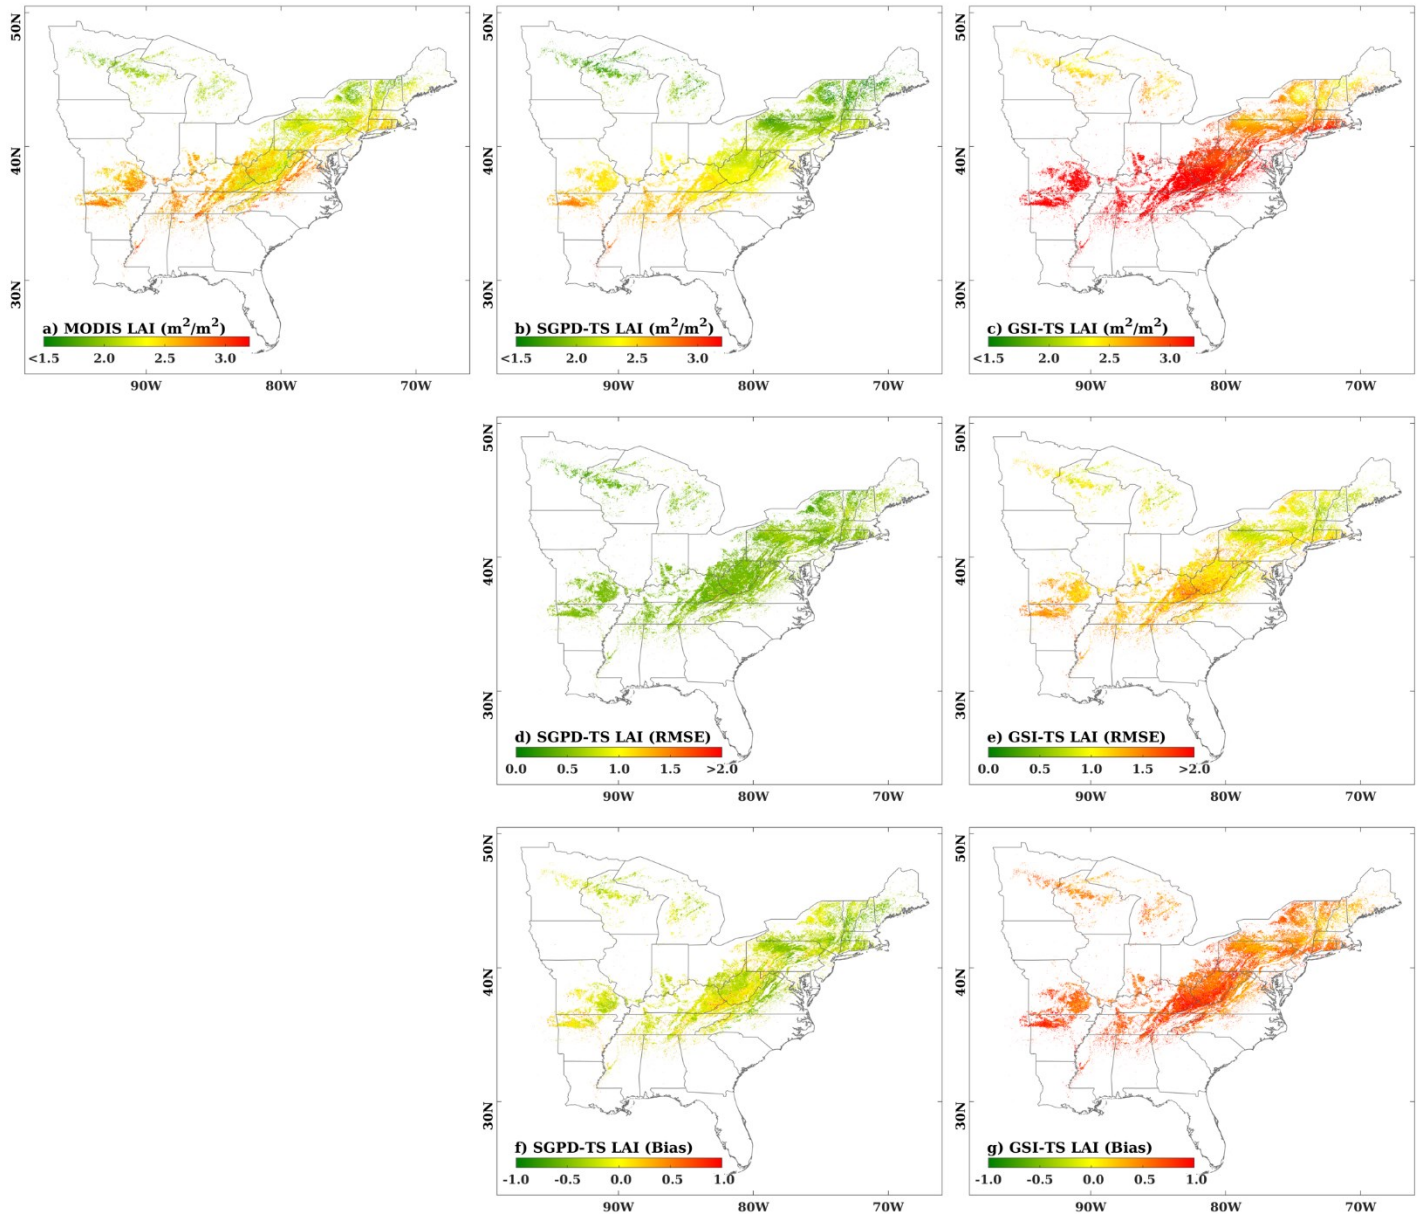 50N
40N
30N
a) MODIS LAI (m²/m²)
<1.5 2.0 2.5 3.0
90W 80W 70W
50N
40N
30N
b) SGPD-TS LAI (m²/m²)
<1.5 2.0 2.5 3.0
90W 80W 70W
50N
40N
30N
c) GSI-TS LAI (m²/m²)
<1.5 2.0 2.5 3.0
90W 80W 70W
50N
40N
30N
d) SGPD-TS LAI (RMSE)
0.0 0.5 1.0 1.5 >2.0
90W 80W 70W
50N
40N
30N
e) GSI-TS LAI (RMSE)
0.0 0.5 1.0 1.5 >2.0
90W 80W 70W
50N
40N
30N
f) SGPD-TS LAI (Bias)
-1.0 -0.5 0.0 0.5 1.0
90W 80W 70W
50N
40N
30N
g) GSI-TS LAI (Bias)
-1.0 -0.5 0.0 0.5 1.0
90W 80W 70W